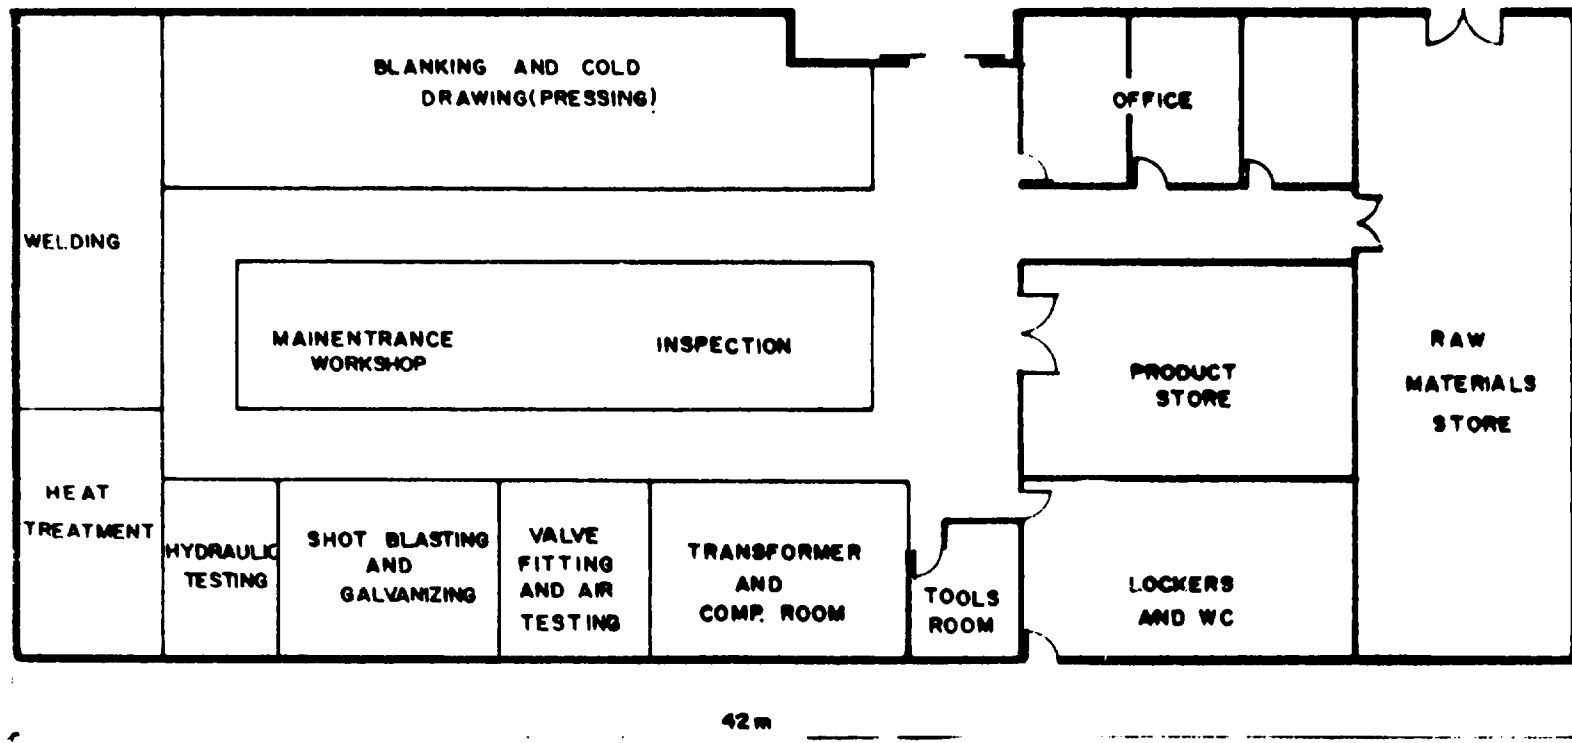 BLANKING AND COLD
DRAWING(PRESSING)
OFFICE
WELDING
MAINENTRANCE
WORKSHOP
INSPECTION
PRODUCT
STORE
RAW
MATERIALS
STORE
HEAT
TREATMENT
HYDRAULIC
TESTING
SHOT BLASTING
AND
GALVANIZING
VALVE
FITTING
AND AIR
TESTING
TRANSFORMER
AND
COMP. ROOM
TOOLS
ROOM
LOCKERS
AND WC
42m